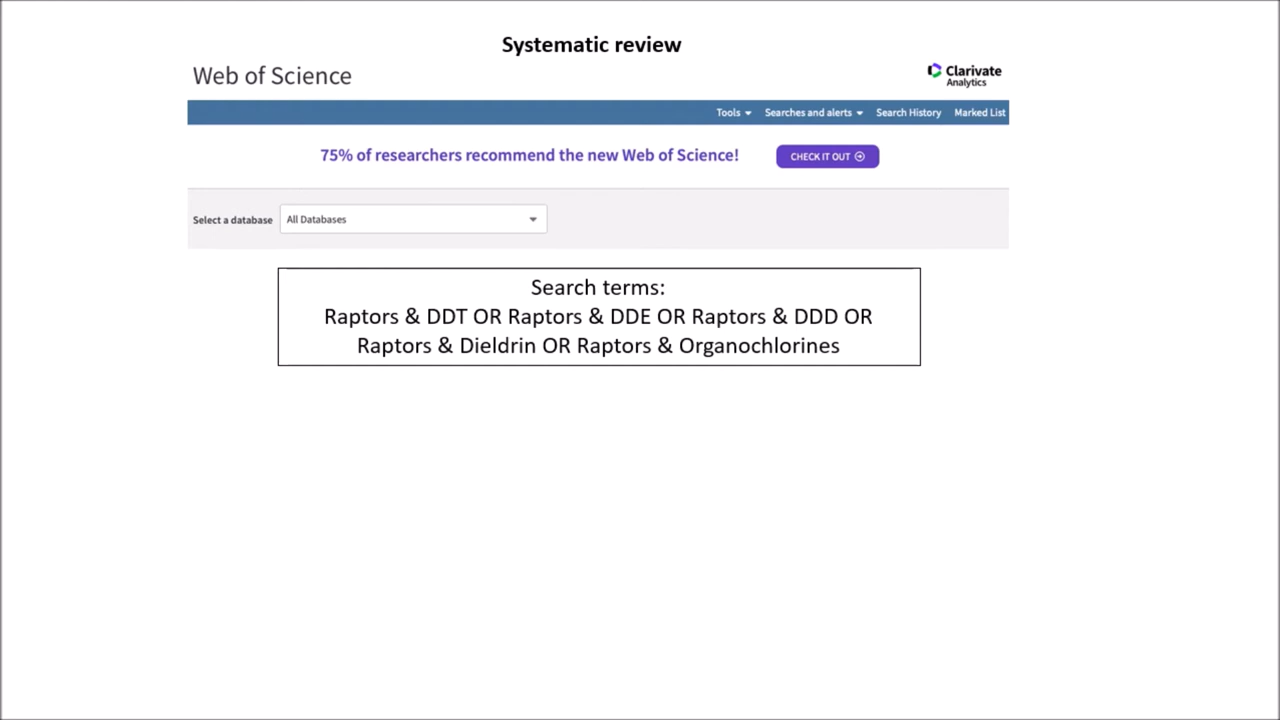 Systematic review
Web of Science
Clarivate
Analytics
Tools Searches and alerts Search History Marked List
75% of researchers recommend the new Web of Science! CHECK IT OUT
Select a database All Databases
Search terms:
Raptors & DDT OR Raptors & DDE OR Raptors & DDD OR
Raptors & Dieldrin OR Raptors & Organochlorines